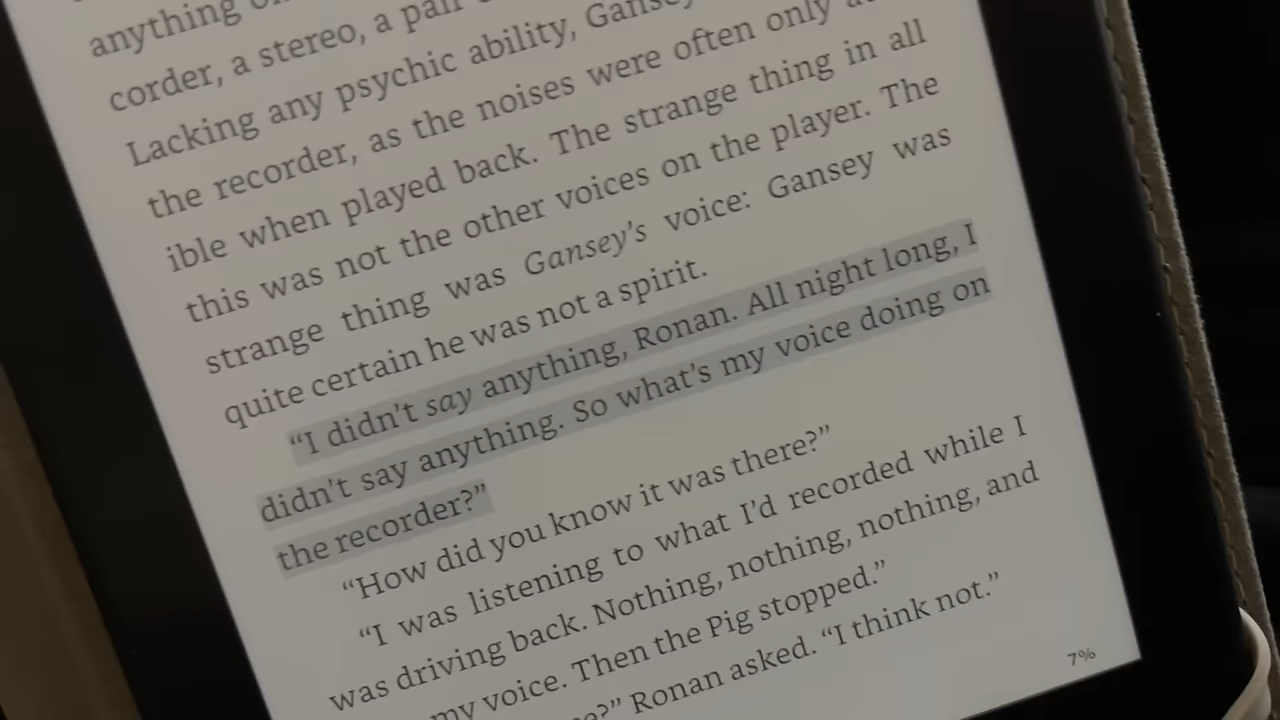 anything
corder, a stereo, a pair
Lacking any psychic ability, Gansey
the recorder, as the noises were often only
ible when played back. The strange thing in all
this was not the other voices on the player. The
strange thing was Gansey’s voice: Gansey was
quite certain he was not a spirit.
“I didn’t say anything, Ronan. All night long, I
didn’t say anything. So what’s my voice doing on
the recorder?”
“How did you know it was there?”
“I was listening to what I’d recorded while I
was driving back. Nothing, nothing, nothing, and
my voice. Then the Pig stopped.”
?” Ronan asked. “I think not.”
7%